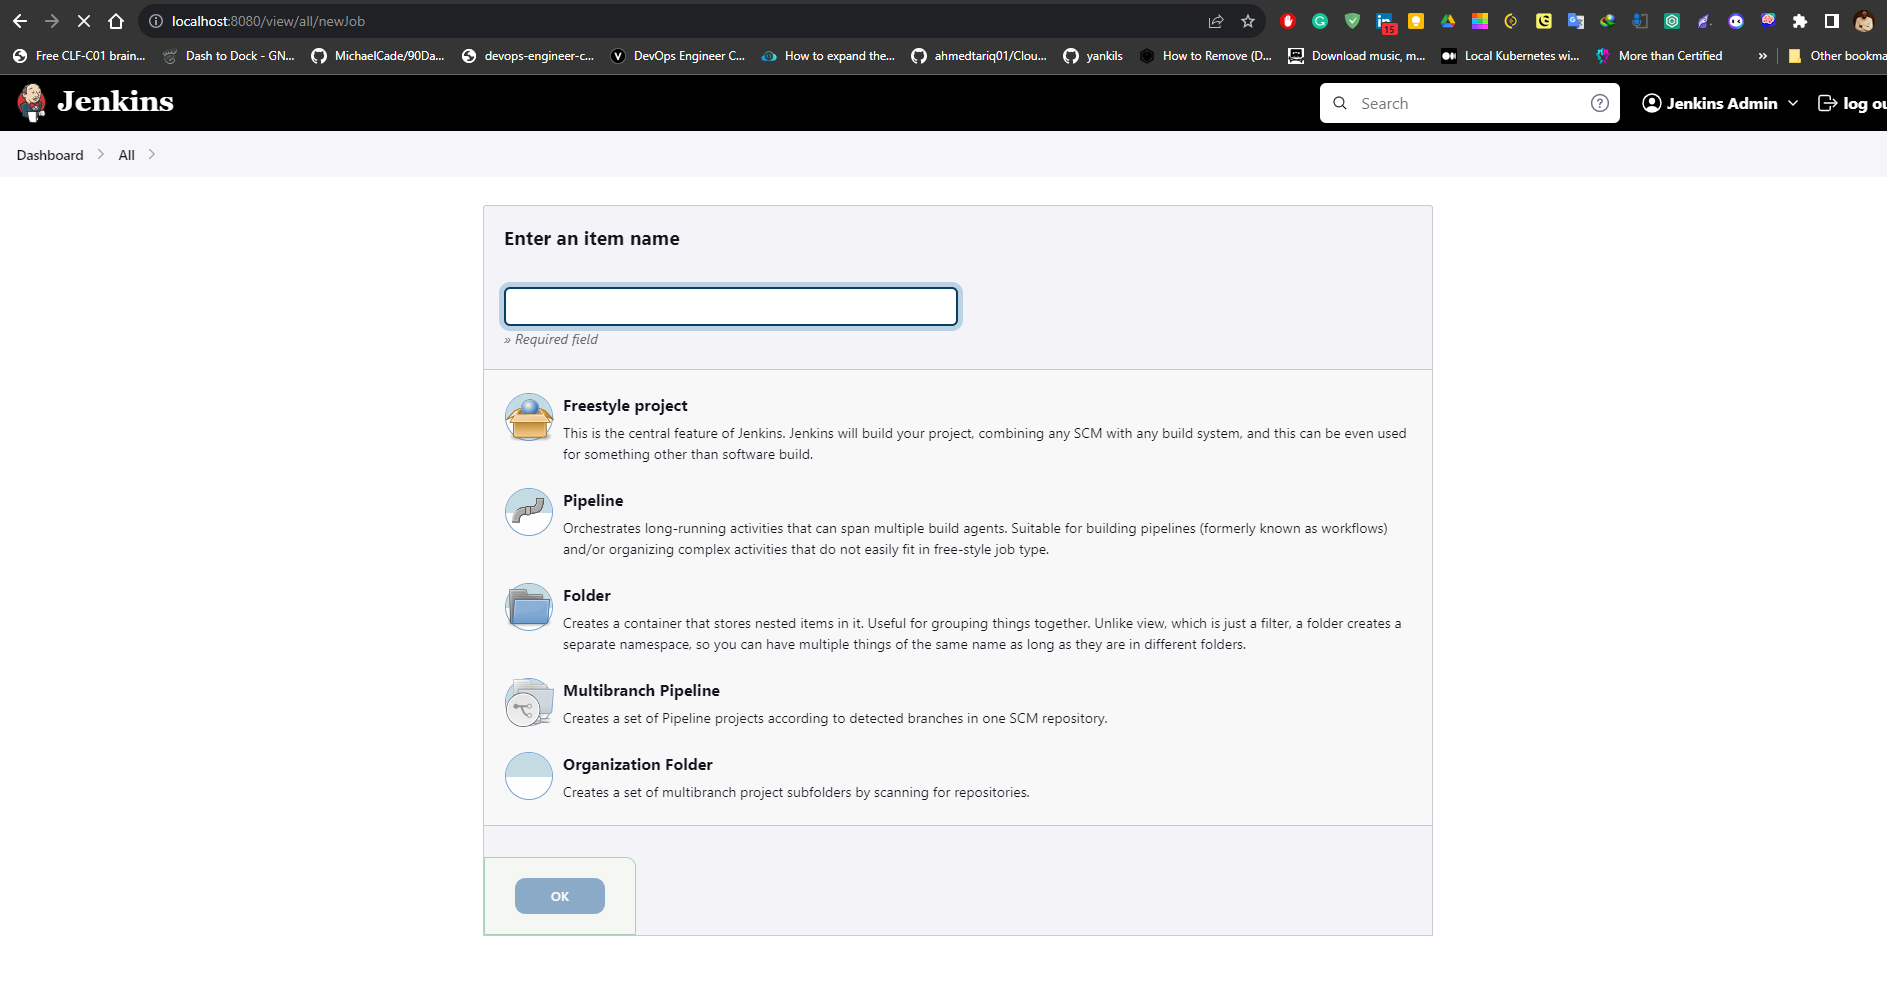 localhost:8080/view/all/newJob
15
Free CLF-C01 brain...
Dash to Dock - GN...
MichaelCade/90Da...
devops-engineer-c...
DevOps Engineer C...
How to expand the...
ahmedtariq01/Clou...
yankils
How to Remove (D...
Download music, m...
Local Kubernetes wi...
More than Certified
»
Other bookma
Jenkins
Search
Jenkins Admin
log ou
Dashboard
All
Enter an item name
» Required field
Freestyle project
This is the central feature of Jenkins. Jenkins will build your project, combining any SCM with any build system, and this can be even used
for something other than software build.
Pipeline
Orchestrates long-running activities that can span multiple build agents. Suitable for building pipelines (formerly known as workflows)
and/or organizing complex activities that do not easily fit in free-style job type.
Folder
Creates a container that stores nested items in it. Useful for grouping things together. Unlike view, which is just a filter, a folder creates a
separate namespace, so you can have multiple things of the same name as long as they are in different folders.
Multibranch Pipeline
Creates a set of Pipeline projects according to detected branches in one SCM repository.
Organization Folder
Creates a set of multibranch project subfolders by scanning for repositories.
OK